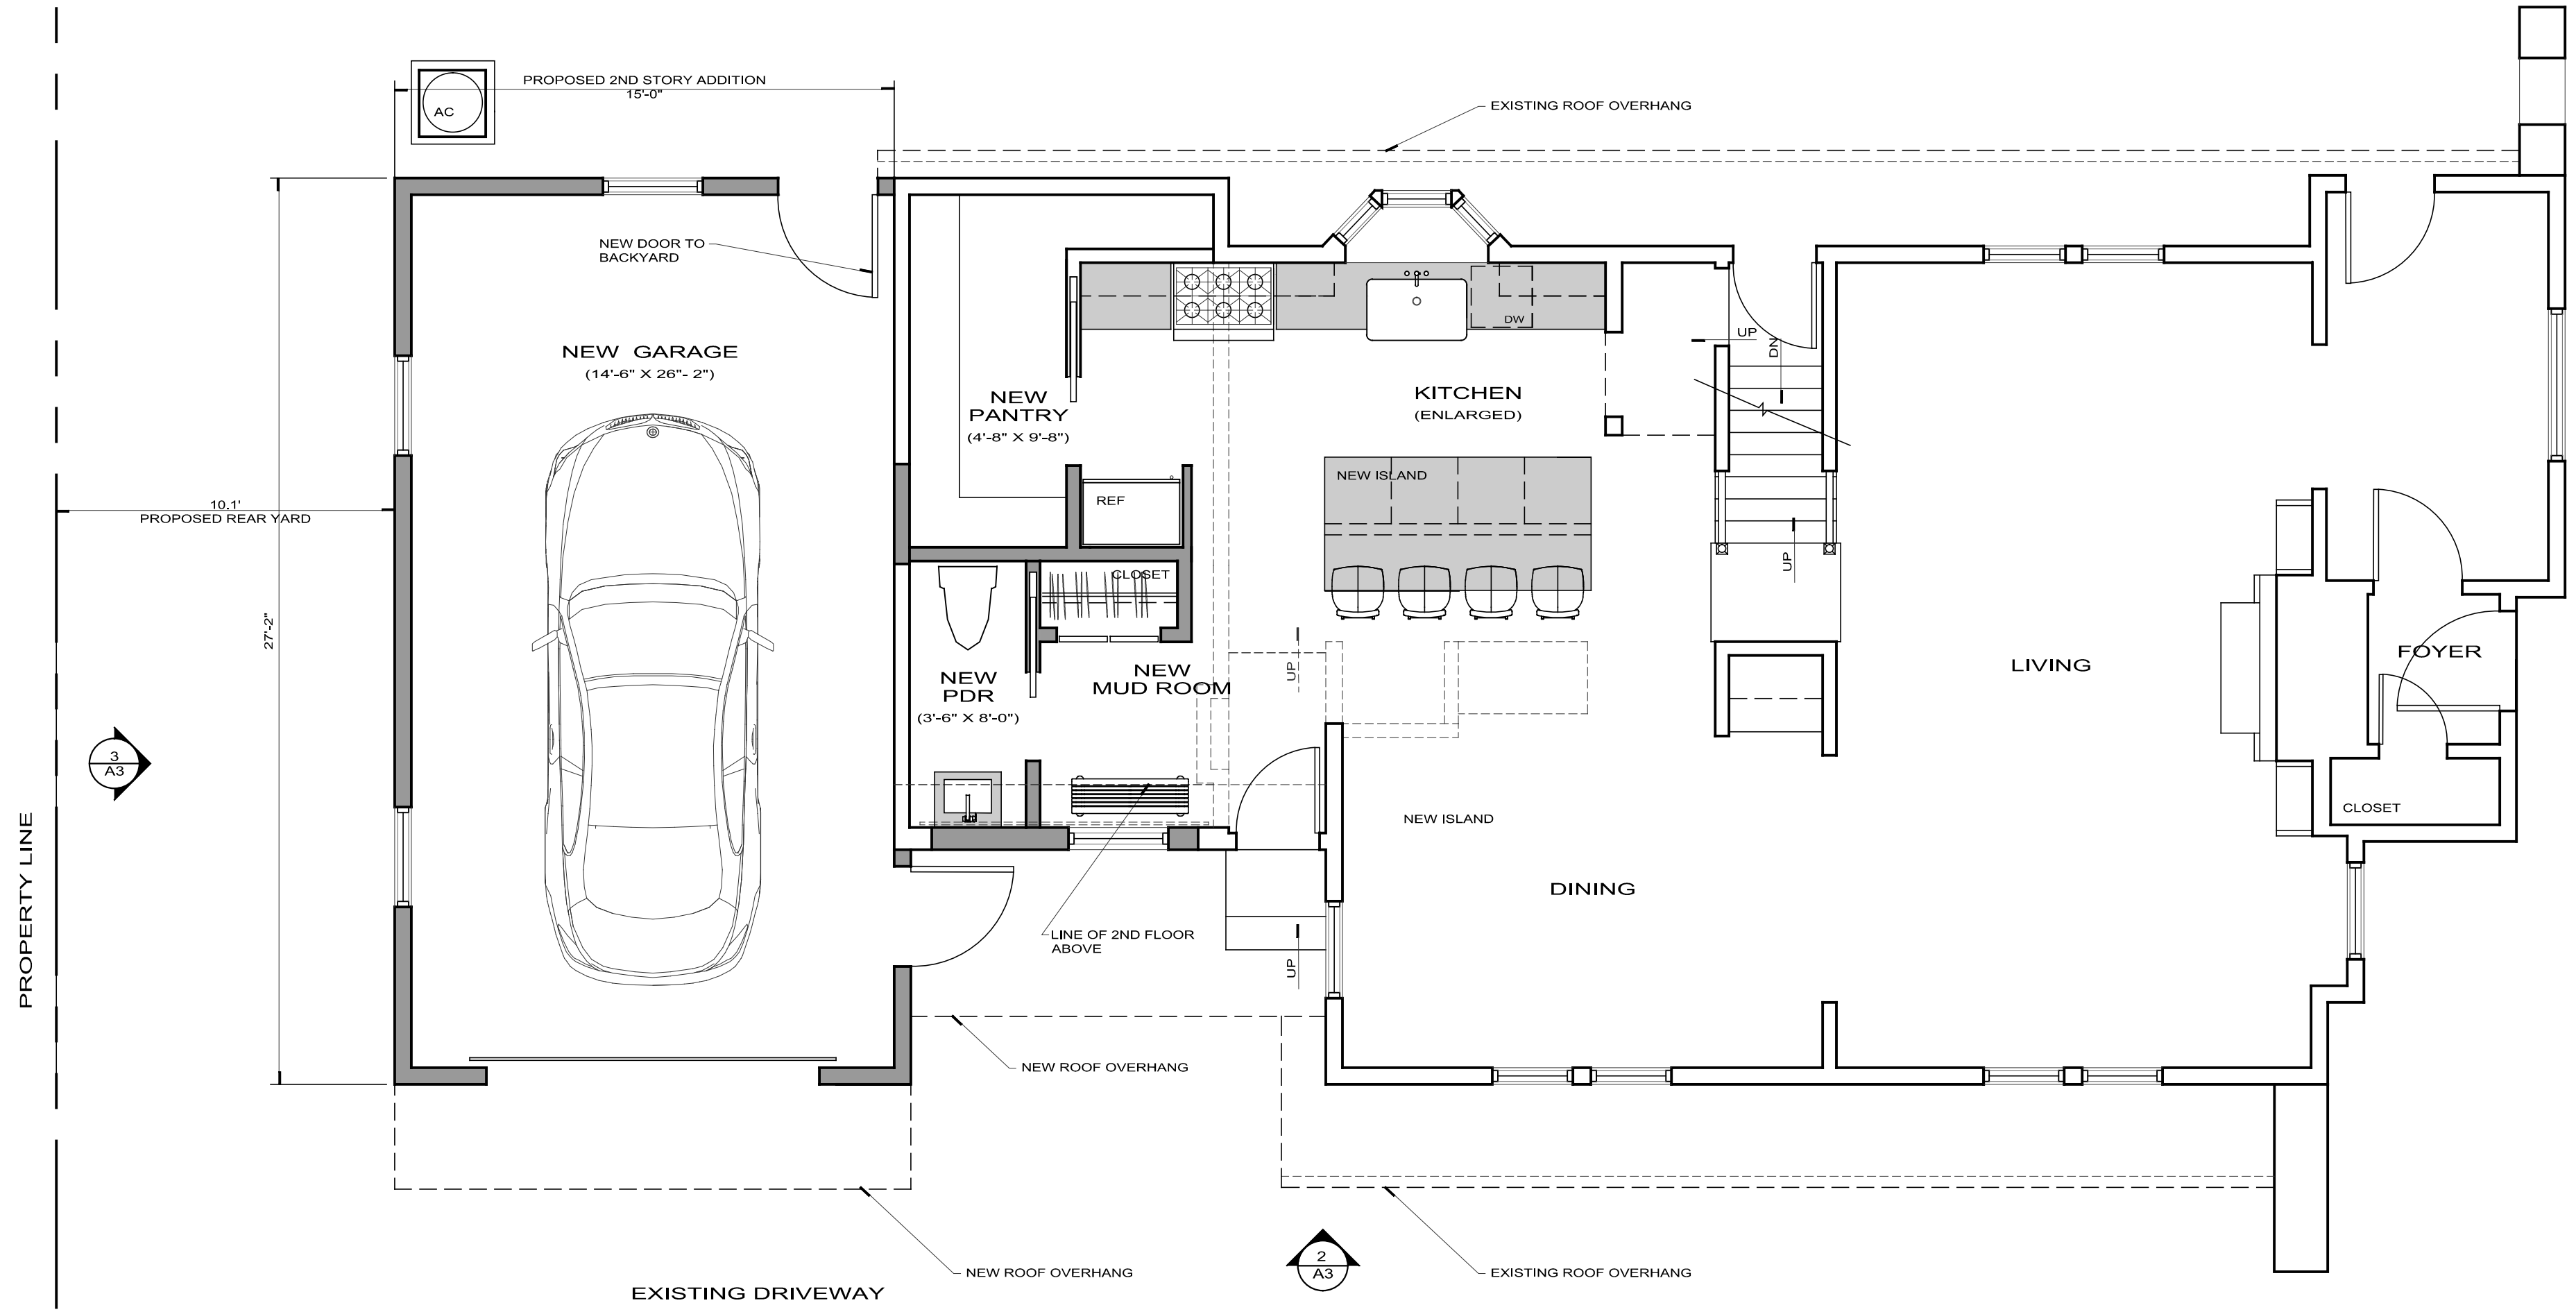 PROPOSED 2ND STORY ADDITION
15'-0"
AC
EXISTING ROOF OVERHANG
NEW DOOR TO
BACKYARD
DW
UP
DN
NEW GARAGE
(14'-6" X 26"- 2")
NEW
PANTRY
(4'-8" X 9'-8")
KITCHEN
(ENLARGED)
NEW ISLAND
REF
10.1'
PROPOSED REAR YARD
27'-2"
CLOSET
UP
NEW
PDR
(3'-6" X 8'-0")
NEW
MUD ROOM
UP
LIVING
FOYER
3
A3
CLOSET
NEW ISLAND
DINING
PROPERTY LINE
LINE OF 2ND FLOOR
ABOVE
UP
NEW ROOF OVERHANG
NEW ROOF OVERHANG
2
A3
EXISTING ROOF OVERHANG
EXISTING DRIVEWAY